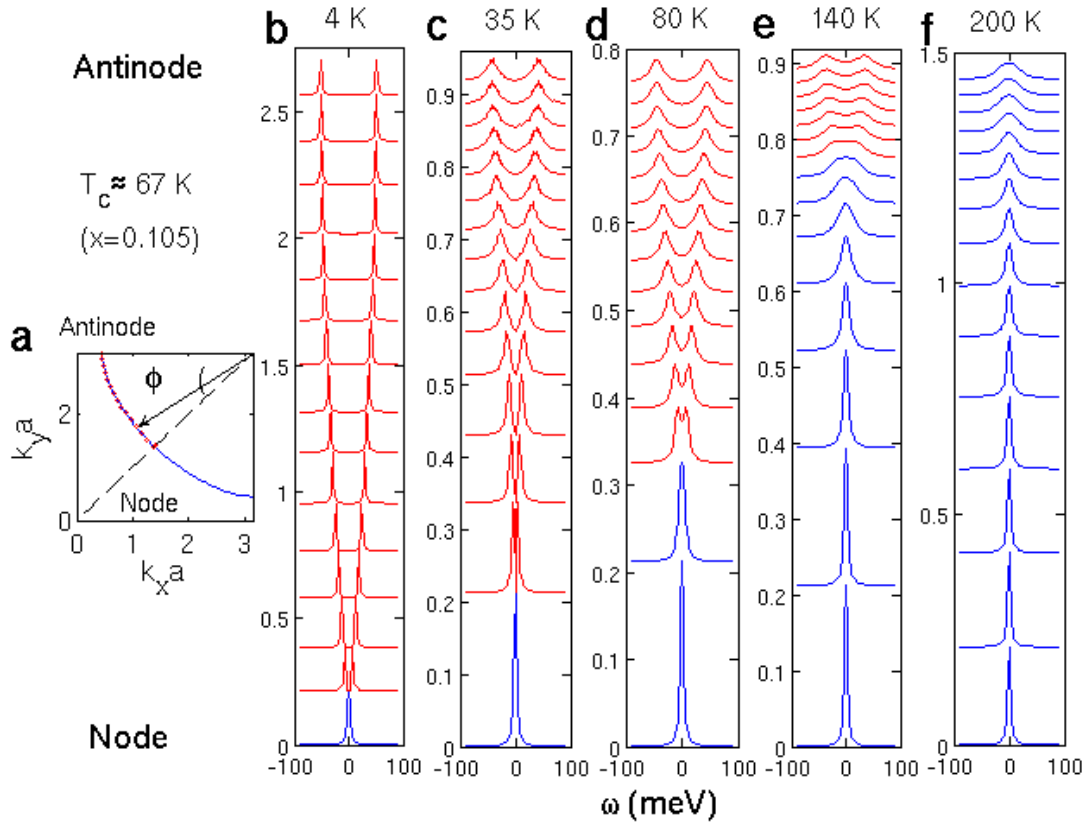 Antinode
T_c≈ 67 K
(x=0.105)
a
Antinode
ϕ
Node
k_y a
2
0
0 1 2 3
k_x a
Node
b
4 K
2.5
2
1.5
1
0.5
0
-100 0 100
c
35 K
0.9
0.8
0.7
0.6
0.5
0.4
0.3
0.2
0.1
0
-100 0 100
d
80 K
0.8
0.7
0.6
0.5
0.4
0.3
0.2
0.1
0
-100 0 100
e
140 K
0.9
0.8
0.7
0.6
0.5
0.4
0.3
0.2
0.1
0
-100 0 100
f
200 K
1.5
1
0.5
0
-100 0 100
ω (meV)